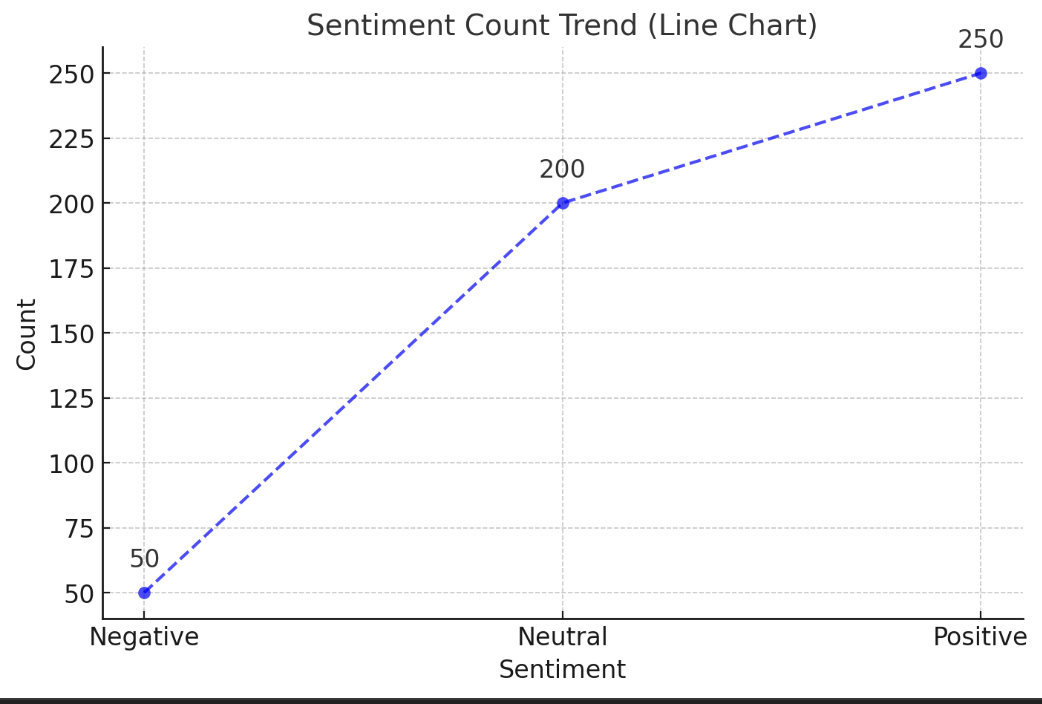 Sentiment Count Trend (Line Chart)
250
250
225
200
200
175
150
125
100
75
50
50
Count
Negative
Neutral
Positive
Sentiment